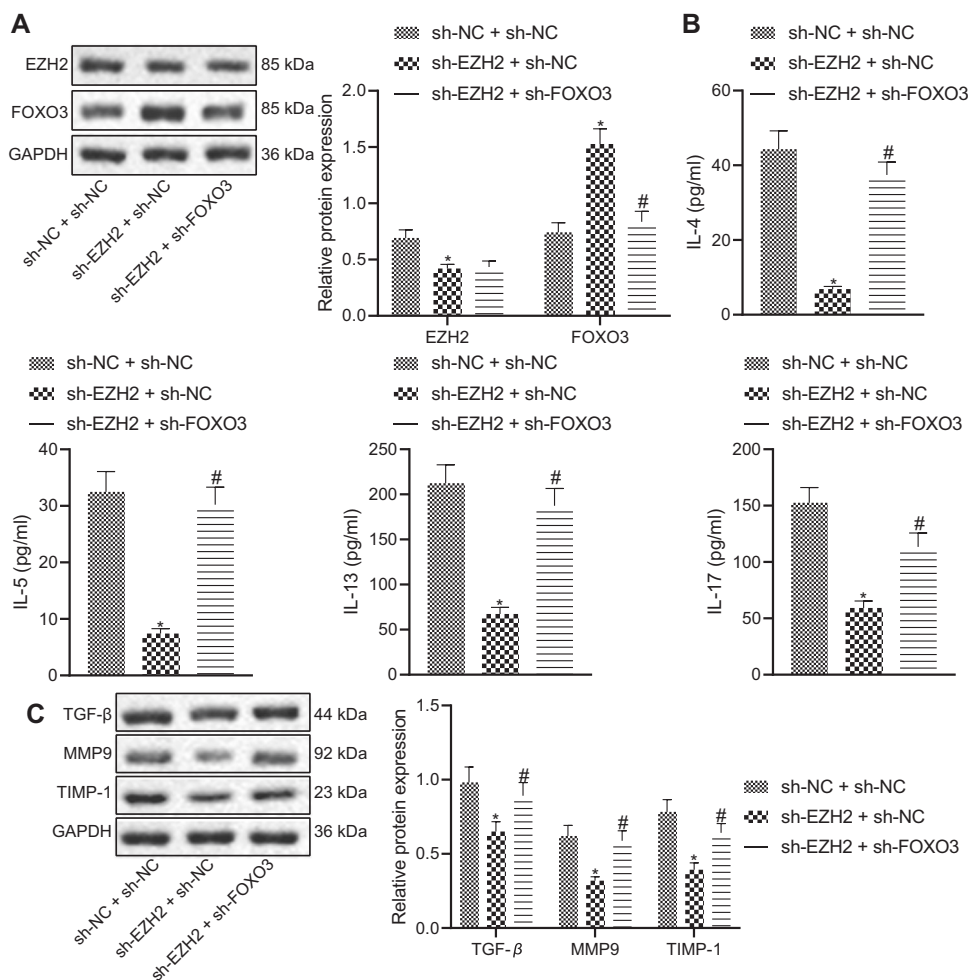 A
EZH2
85 kDa
FOXO3
85 kDa
GAPDH
36 kDa
sh-NC + sh-NC
sh-EZH2 + sh-NC
sh-EZH2 + sh-FOXO3
sh-NC + sh-NC
sh-EZH2 + sh-NC
sh-EZH2 + sh-FOXO3
Relative protein expression
2.0
1.5
1.0
0.5
0.0
*
*
#
EZH2
FOXO3
B
sh-NC + sh-NC
sh-EZH2 + sh-NC
sh-EZH2 + sh-FOXO3
IL-4 (pg/ml)
60
40
20
0
*
#
sh-NC + sh-NC
sh-EZH2 + sh-NC
sh-EZH2 + sh-FOXO3
IL-5 (pg/ml)
40
30
20
10
0
*
#
sh-NC + sh-NC
sh-EZH2 + sh-NC
sh-EZH2 + sh-FOXO3
IL-13 (pg/ml)
250
200
150
100
50
0
*
#
sh-NC + sh-NC
sh-EZH2 + sh-NC
sh-EZH2 + sh-FOXO3
IL-17 (pg/ml)
200
150
100
50
0
*
#
C
TGF-β
44 kDa
MMP9
92 kDa
TIMP-1
23 kDa
GAPDH
36 kDa
sh-NC + sh-NC
sh-EZH2 + sh-NC
sh-EZH2 + sh-FOXO3
Relative protein expression
1.5
1.0
0.5
0.0
*
#
*
#
*
#
TGF-β
MMP9
TIMP-1
sh-NC + sh-NC
sh-EZH2 + sh-NC
sh-EZH2 + sh-FOXO3